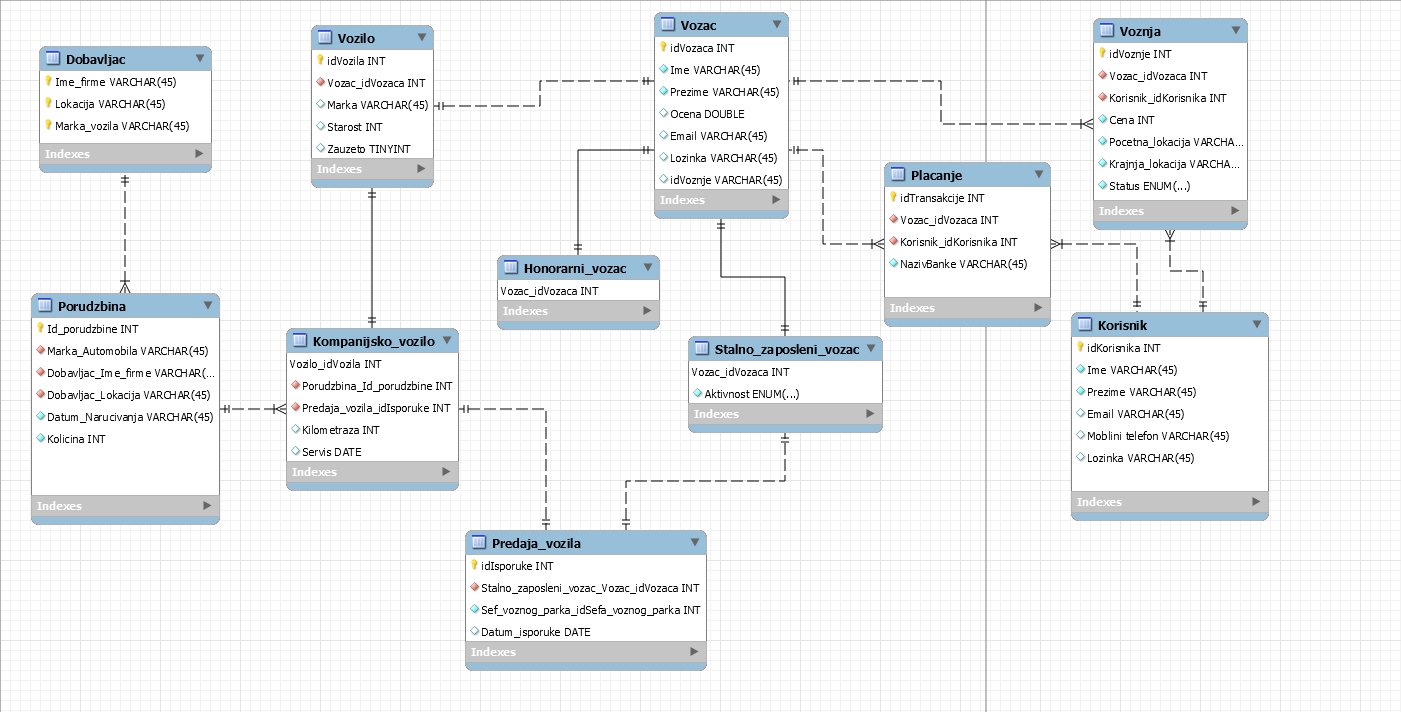 Dobavljac
Ime_firme VARCHAR(45)
Lokacija VARCHAR(45)
Marka_vozila VARCHAR(45)
Indexes
Vozilo
idVozila INT
Vozac_idVozaca INT
Marka VARCHAR(45)
Starost INT
Zauzeto TINYINT
Indexes
Vozac
idVozaca INT
Ime VARCHAR(45)
Prezime VARCHAR(45)
Ocena DOUBLE
Email VARCHAR(45)
Lozinka VARCHAR(45)
idVoznje VARCHAR(45)
Indexes
Voznja
idVoznje INT
Vozac_idVozaca INT
Korisnik_idKorisnika INT
Cena INT
Pocetna_lokacija VARCHA...
Krajnja_lokacija VARCHA...
Status ENUM(...)
Indexes
Placanje
idTransakcije INT
Vozac_idVozaca INT
Korisnik_idKorisnika INT
NazivBanke VARCHAR(45)
Indexes
Honorarni_vozac
Vozac_idVozaca INT
Indexes
Porudzbina
Id_porudzbine INT
Marka_Automobila VARCHAR(45)
Dobavljac_Ime_firme VARCHAR(...
Dobavljac_Lokacija VARCHAR(45)
Datum_Narucivanja VARCHAR(45)
Kolicina INT
Indexes
Kompanijsko_vozilo
Vozilo_idVozila INT
Porudzbina_Id_porudzbine INT
Predaja_vozila_idIsporuke INT
Kilometraza INT
Servis DATE
Indexes
Stalno_zaposleni_vozac
Vozac_idVozaca INT
Aktivnost ENUM(...)
Indexes
Korisnik
idKorisnika INT
Ime VARCHAR(45)
Prezime VARCHAR(45)
Email VARCHAR(45)
Moblini telefon VARCHAR(45)
Lozinka VARCHAR(45)
Indexes
Predaja_vozila
idIsporuke INT
Stalno_zaposleni_vozac_Vozac_idVozaca INT
Sef_voznog_parka_idSefa_voznog_parka INT
Datum_isporuke DATE
Indexes